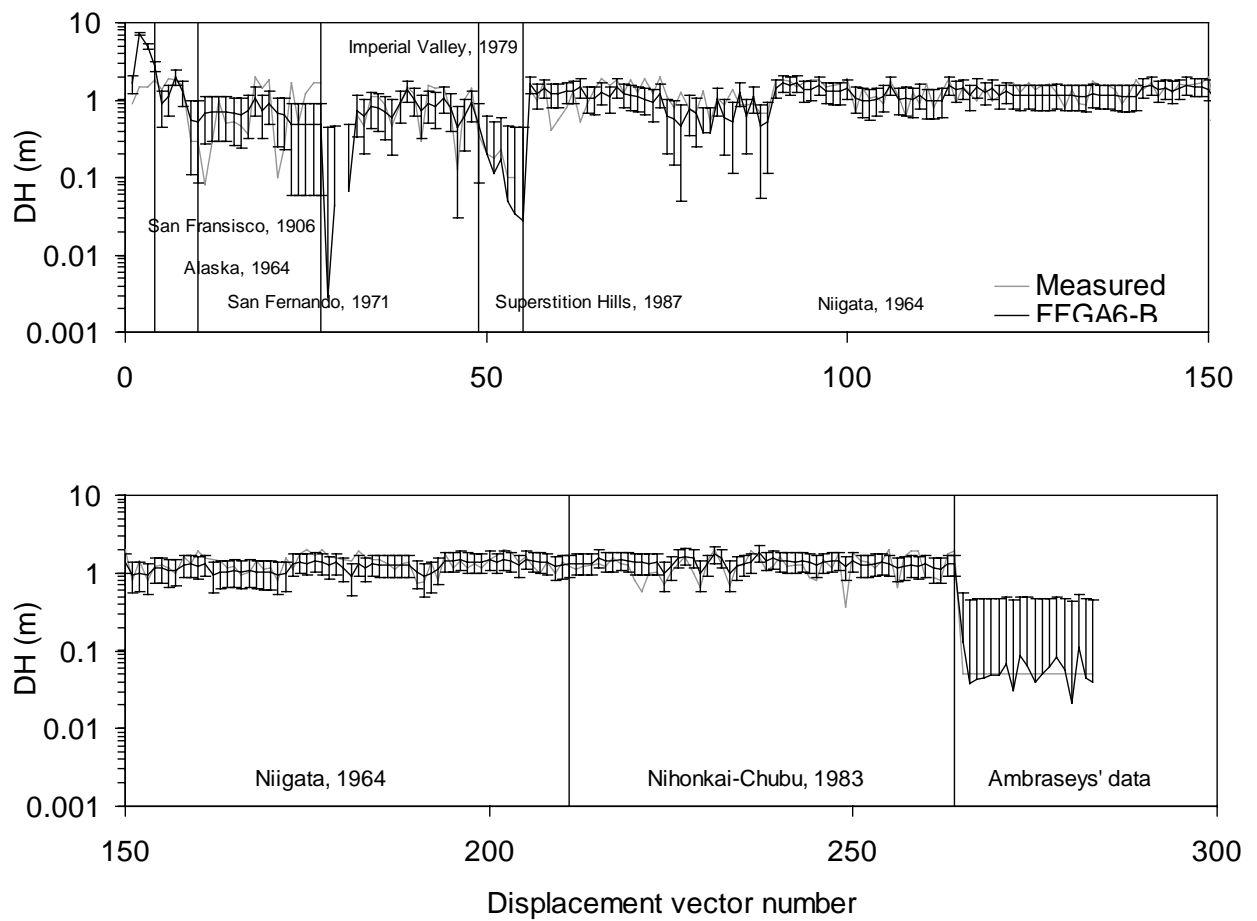 10
1
0.1
0.01
0.001
DH (m)
Imperial Valley, 1979
San Fransisco, 1906
Alaska, 1964
San Fernando, 1971
Superstition Hills, 1987
Niigata, 1964
Measured
EFGA6-B
0
50
100
150
10
1
0.1
0.01
0.001
DH (m)
Niigata, 1964
Nihonkai-Chubu, 1983
Ambraseys' data
150
200
250
300
Displacement vector number